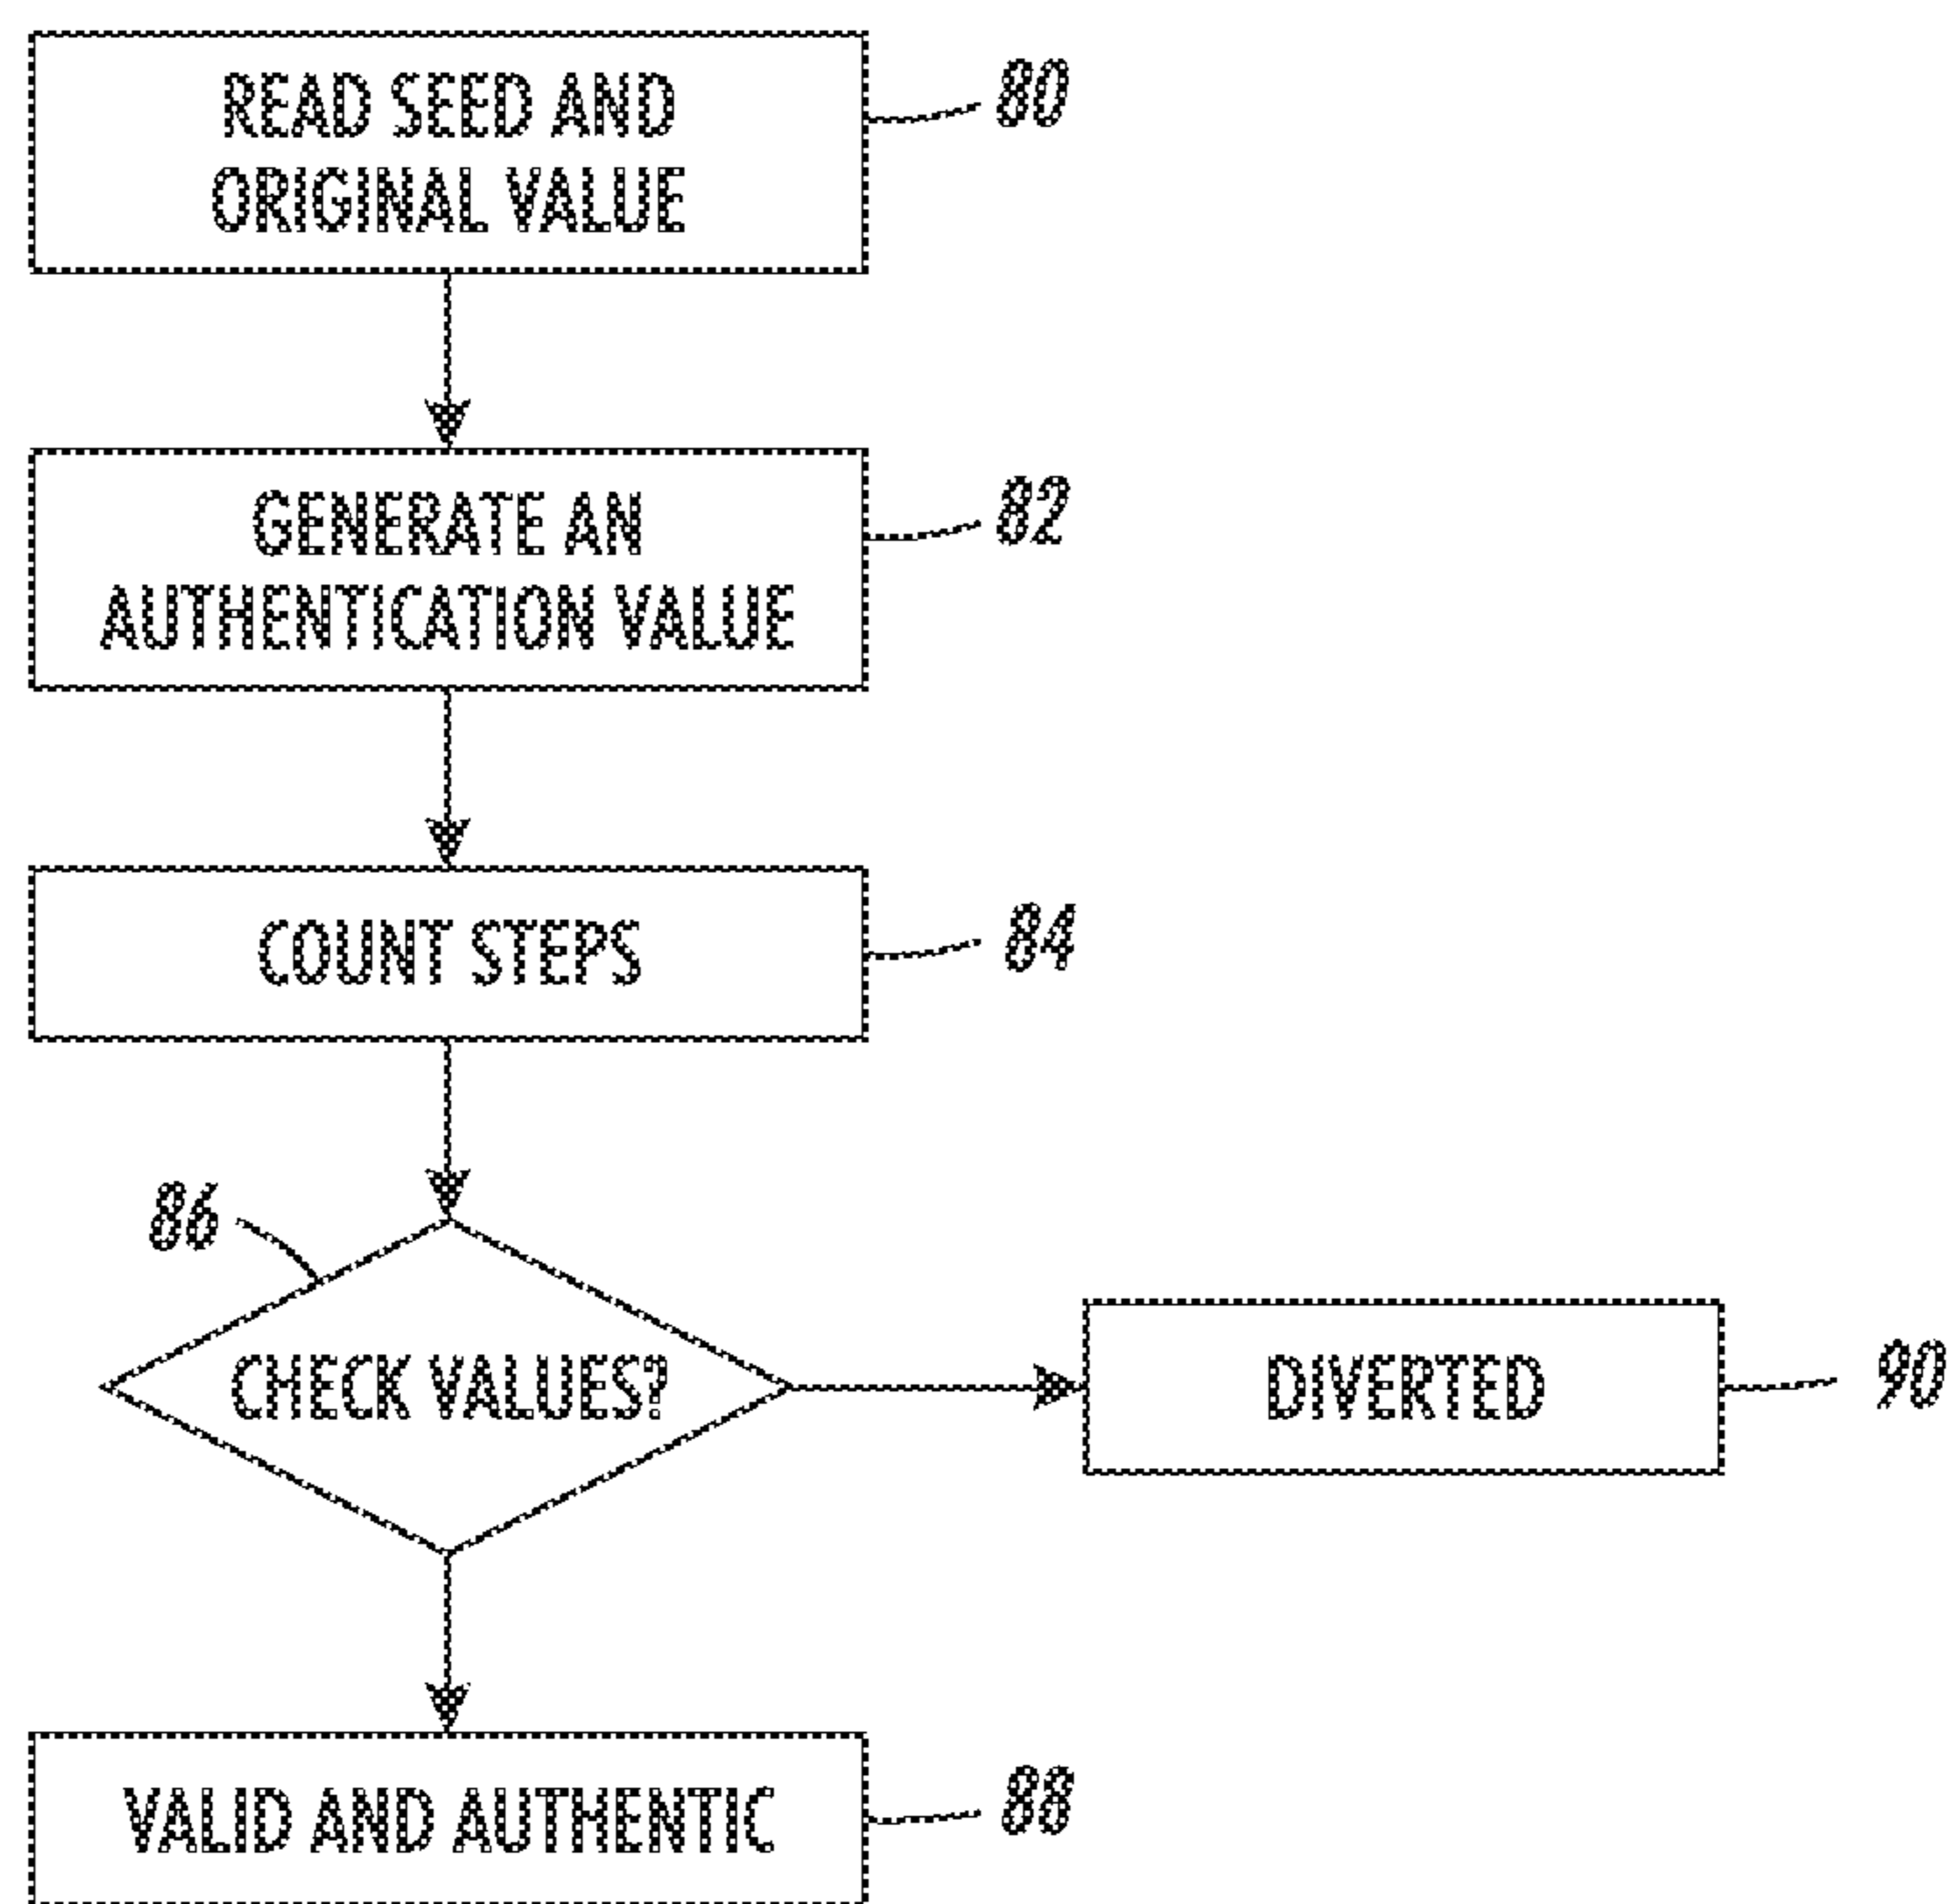 READ SEED AND
ORIGINAL VALUE
80
GENERATE AN
AUTHENTICATION VALUE
82
COUNT STEPS
84
86
CHECK VALUES?
DIVERTED
90
VALID AND AUTHENTIC
88